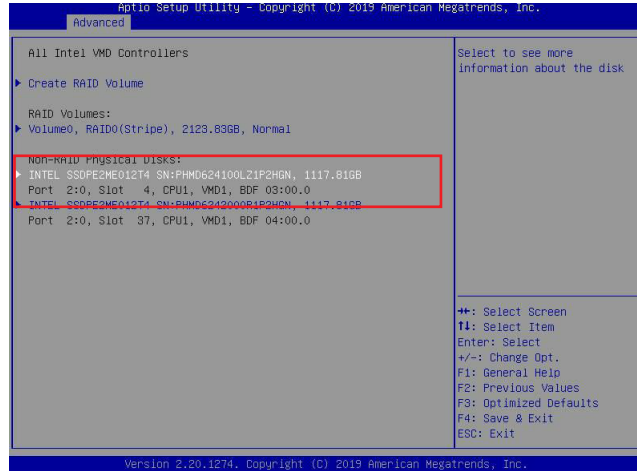 Aptio Setup Utility – Copyright (C) 2019 American Megatrends, Inc.
Advanced
All Intel VMD Controllers
Create RAID Volume
RAID Volumes:
Volume0, RAID0(Stripe), 2123.83GB, Normal
Non-RAID Physical Disks:
INTEL SSDPE2ME012T4 SN:PHMD624100LZ1P2HGN, 1117.81GB
Port 2:0, Slot 4, CPU1, VMD1, BDF 03:00.0
INTEL SSDPE2ME012T4 SN:PHMD6242000R1P2HGN, 1117.81GB
Port 2:0, Slot 37, CPU1, VMD1, BDF 04:00.0
Select to see more
information about the disk
→←: Select Screen
↑↓: Select Item
Enter: Select
+/-: Change Opt.
F1: General Help
F2: Previous Values
F3: Optimized Defaults
F4: Save & Exit
ESC: Exit
Version 2.20.1274. Copyright (C) 2019 American Megatrends, Inc.